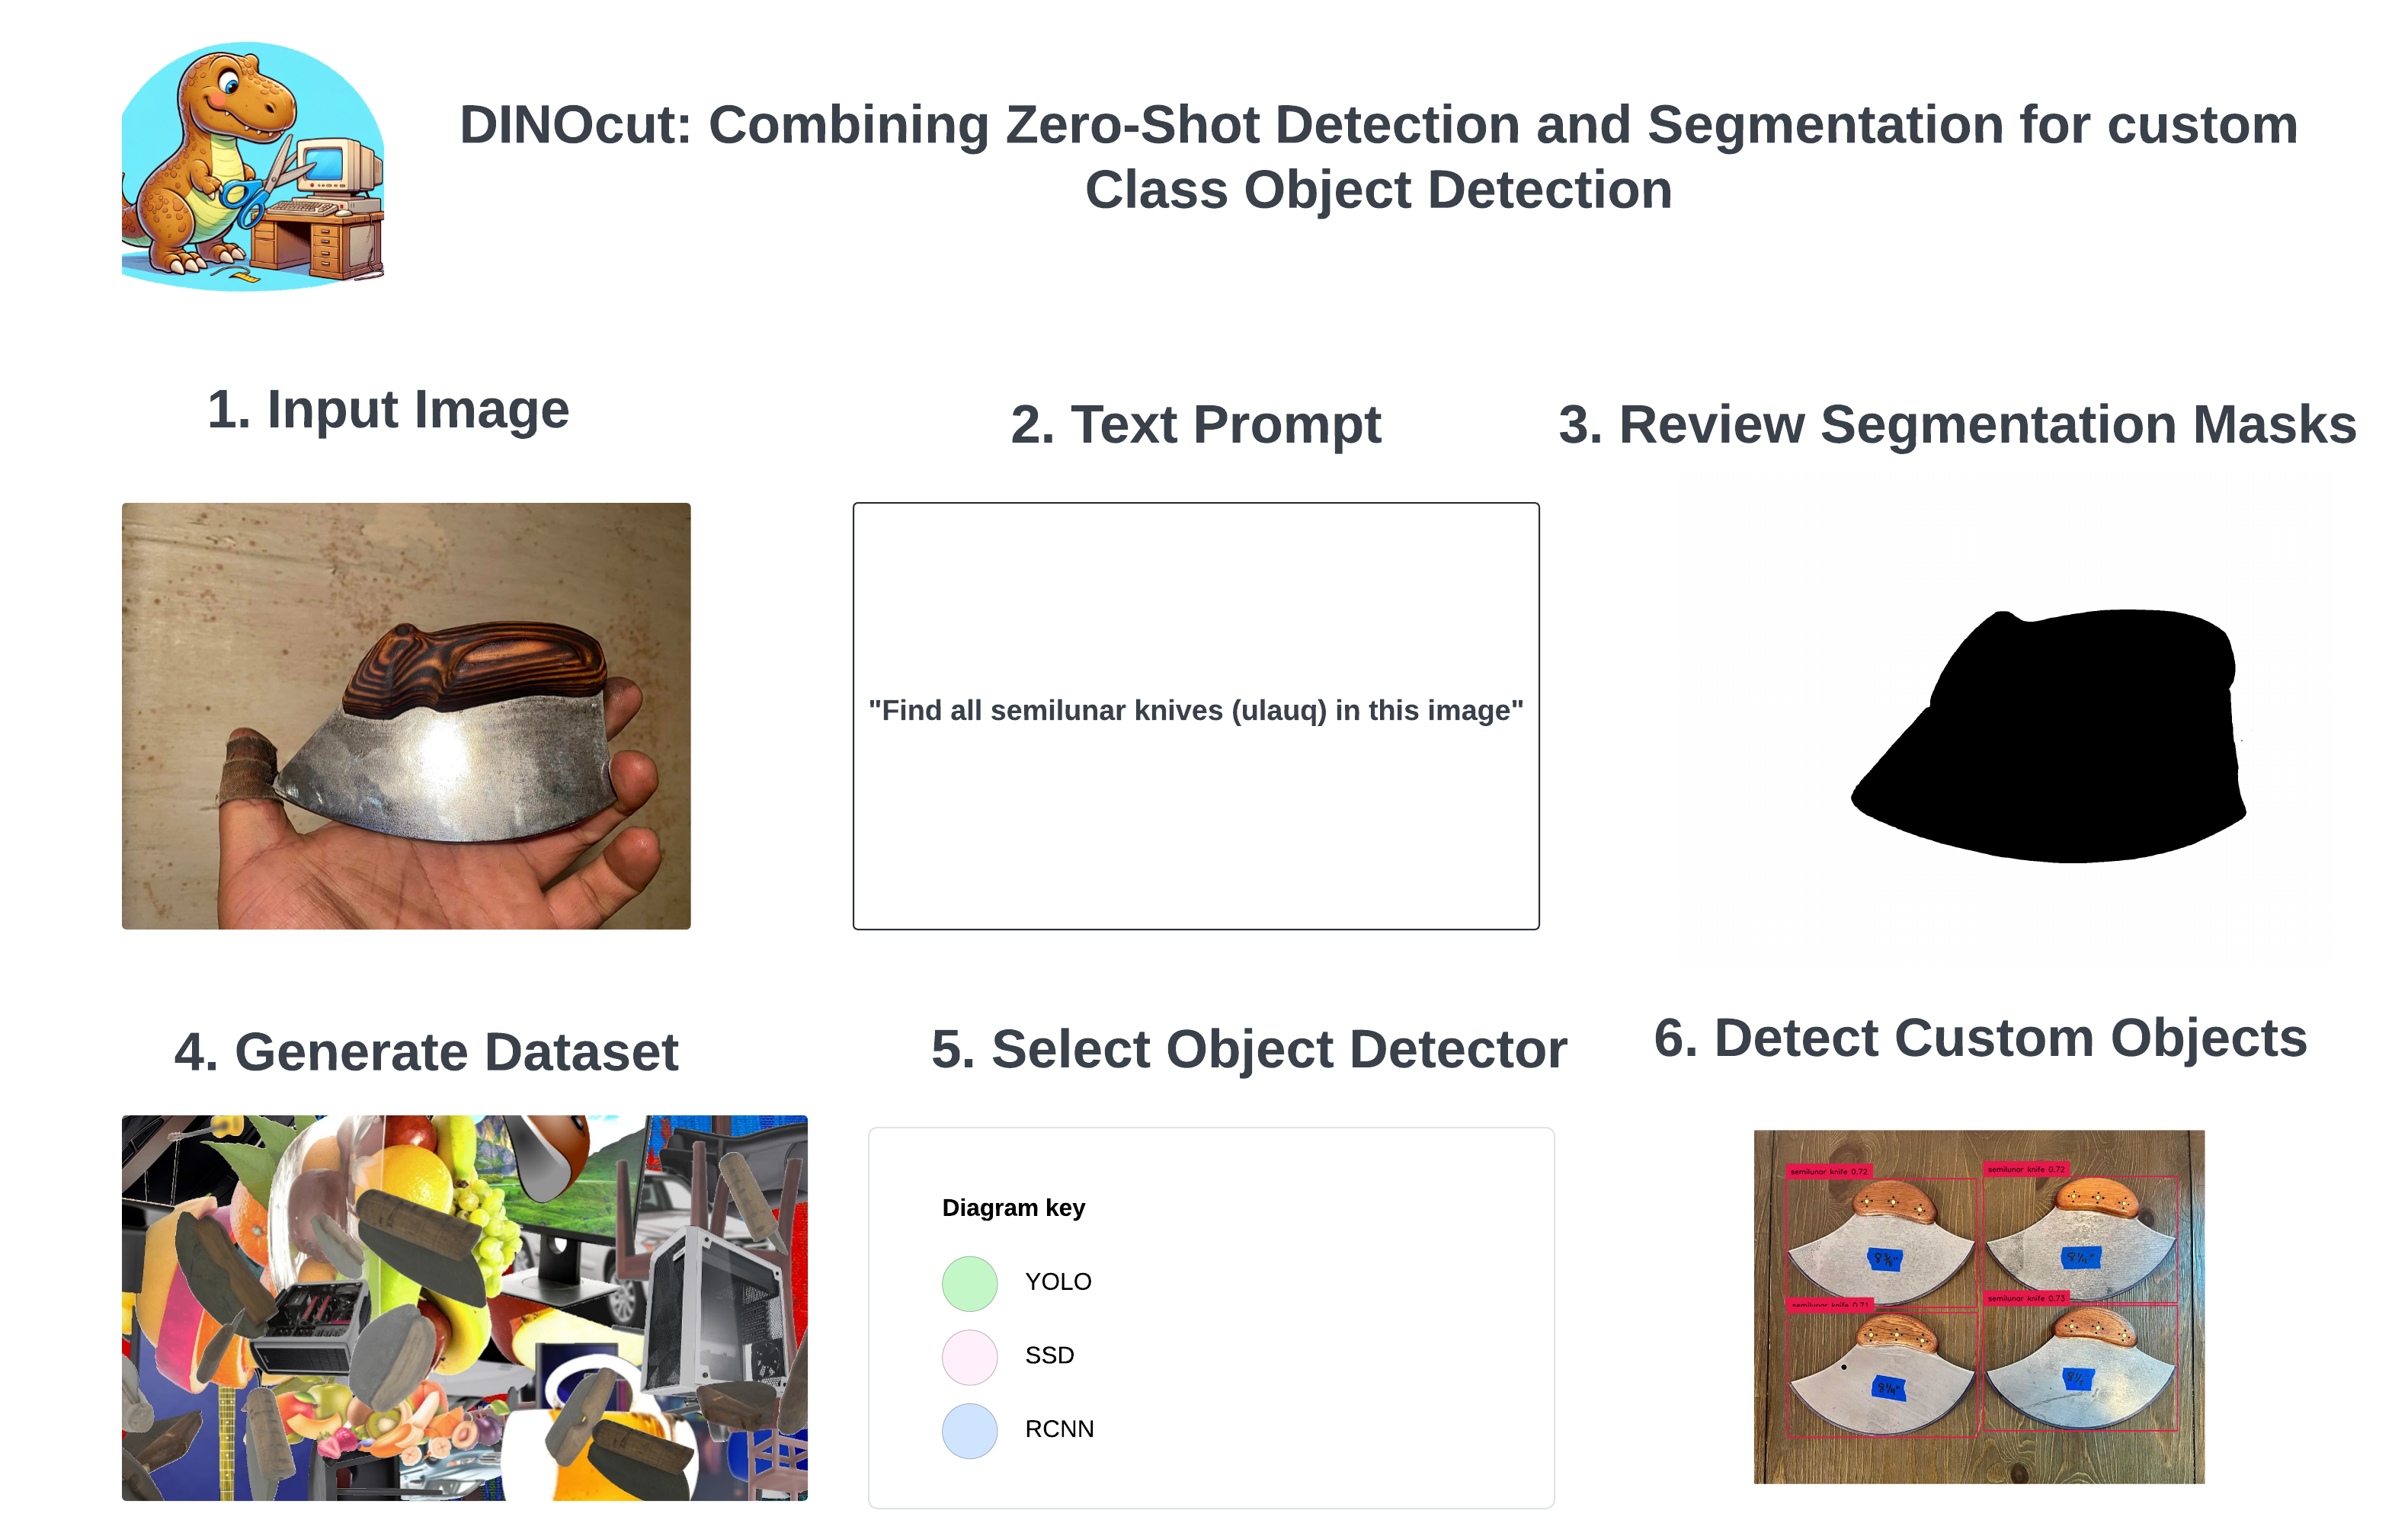 DINOcut: Combining Zero-Shot Detection and Segmentation for custom
Class Object Detection
1. Input Image
2. Text Prompt
3. Review Segmentation Masks
"Find all semilunar knives (ulauq) in this image"
4. Generate Dataset
5. Select Object Detector
6. Detect Custom Objects
Diagram key
YOLO
SSD
RCNN
semilunar knife 0.72
semilunar knife 0.72
semilunar knife 0.71
semilunar knife 0.73